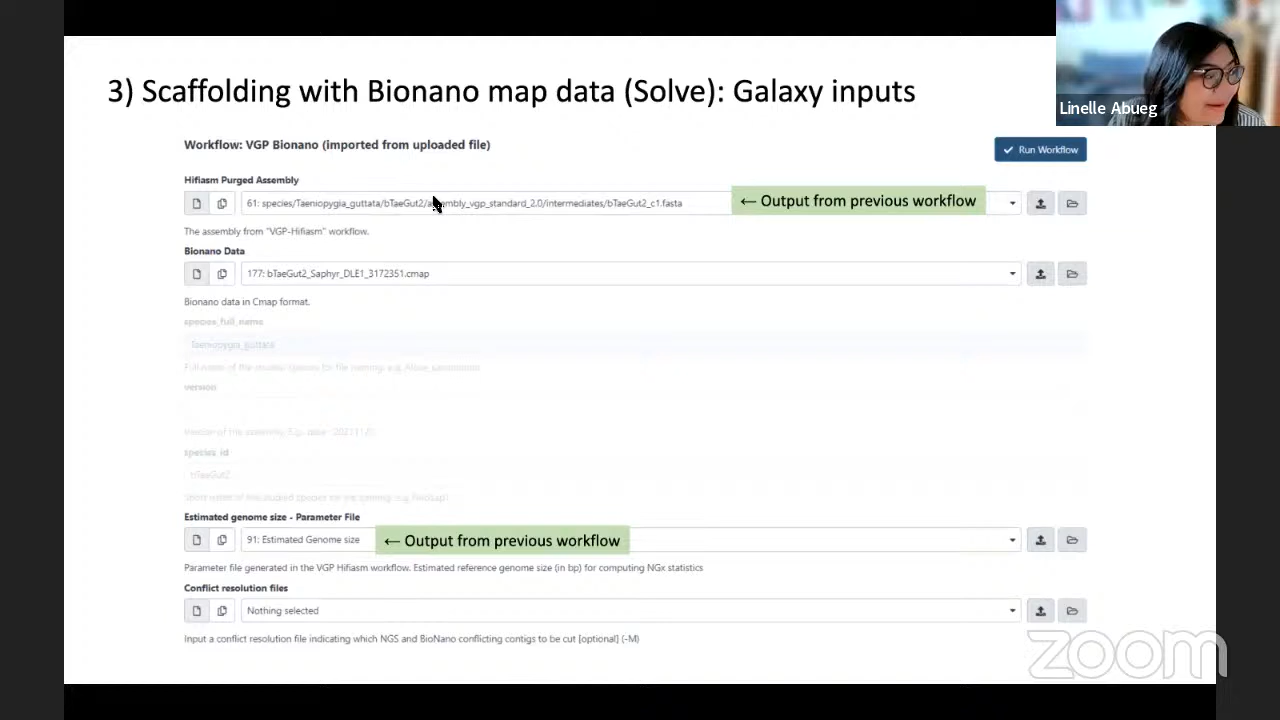 3) Scaffolding with Bionano map data (Solve): Galaxy inputs
Linelle Abueg
Workflow: VGP Bionano (imported from uploaded file)
Run Workflow
Hifiasm Purged Assembly
61: species/Taeniopygia_guttata/bTaeGut2/assembly_vgp_standard_2.0/intermediates/bTaeGut2_c1.fasta
← Output from previous workflow
The assembly from "VGP-Hifiasm" workflow.
Bionano Data
177: bTaeGut2_Saphyr_DLE1_3172351.cmap
Bionano data in Cmap format.
species_full_name
Taeniopygia_guttata
version
species_id
bTaeGut2
Estimated genome size - Parameter File
91: Estimated Genome size
← Output from previous workflow
Parameter file generated in the VGP Hifiasm workflow. Estimated reference genome size (in bp) for computing NGx statistics
Conflict resolution files
Nothing selected
Input a conflict resolution file indicating which NGS and BioNano conflicting contigs to be cut [optional] (-M)
zoom